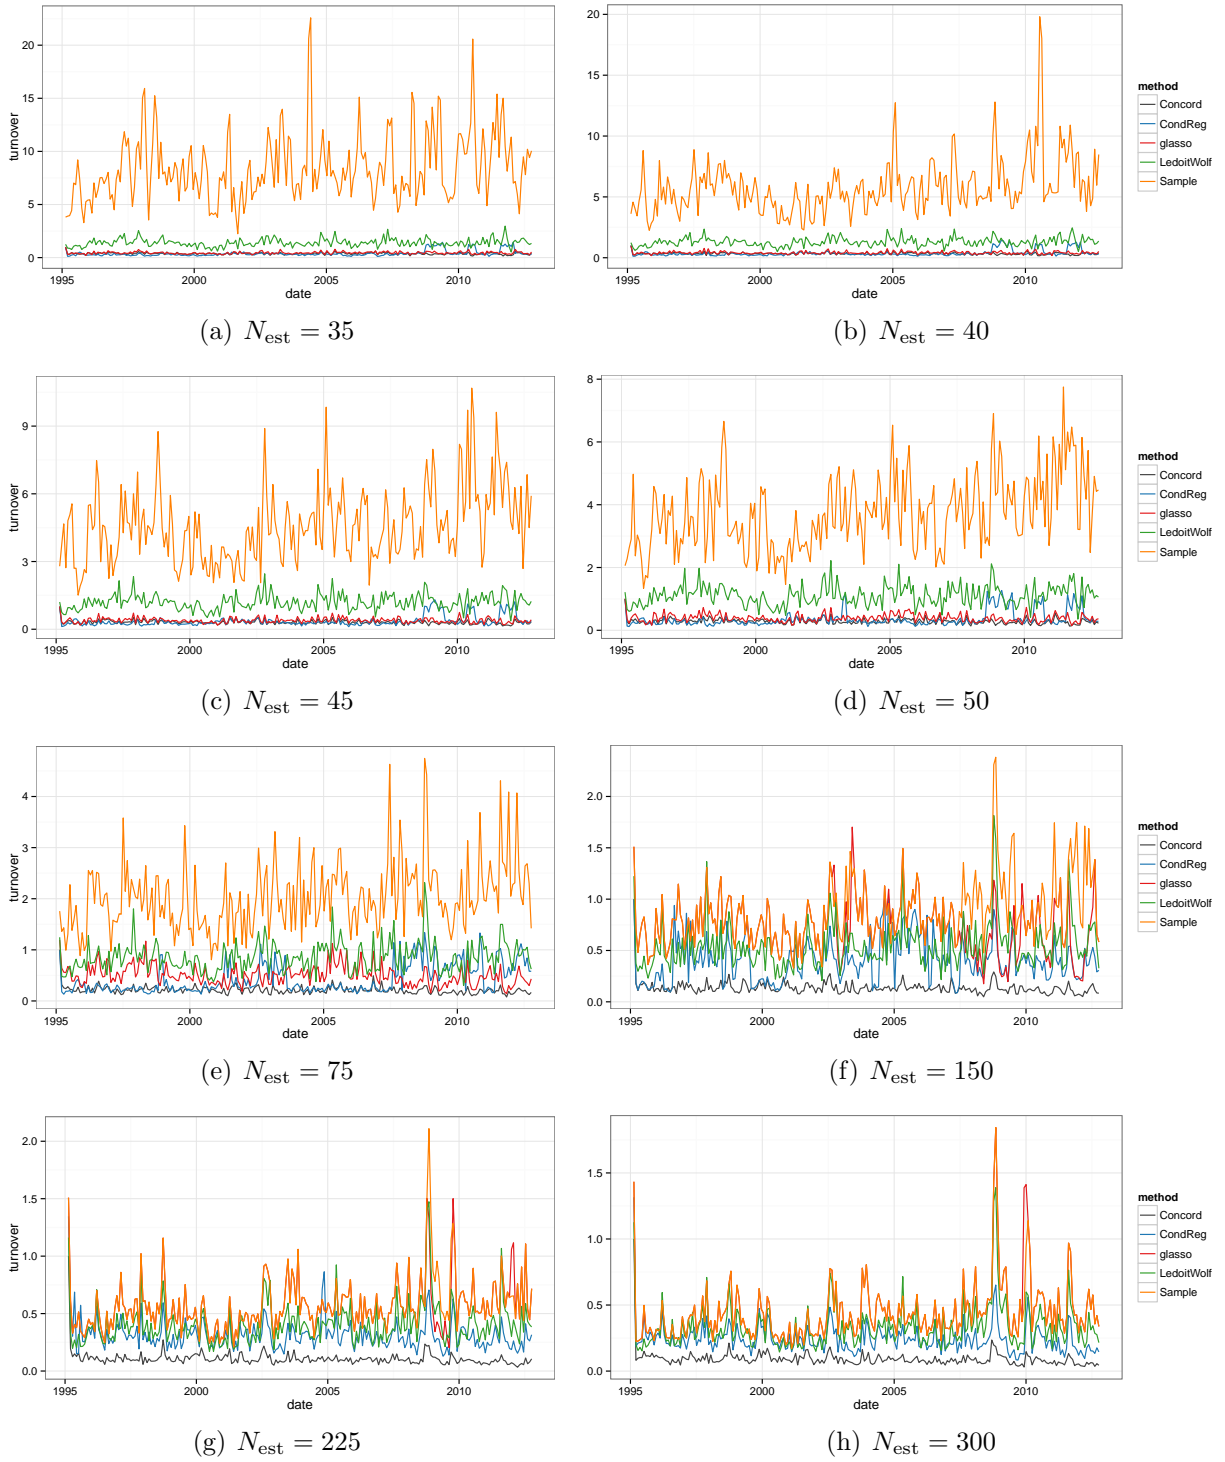 20
15
10
5
0
turnover
1995
2000
2005
2010
date
(a) N_est = 35
20
15
10
5
0
1995
2000
2005
2010
date
method
Concord
CondReg
glasso
LedoitWolf
Sample
(b) N_est = 40
9
6
3
0
turnover
1995
2000
2005
2010
date
(c) N_est = 45
8
6
4
2
0
1995
2000
2005
2010
date
method
Concord
CondReg
glasso
LedoitWolf
Sample
(d) N_est = 50
4
3
2
1
0
turnover
1995
2000
2005
2010
date
(e) N_est = 75
2.0
1.5
1.0
0.5
0.0
1995
2000
2005
2010
date
method
Concord
CondReg
glasso
LedoitWolf
Sample
(f) N_est = 150
2.0
1.5
1.0
0.5
0.0
turnover
1995
2000
2005
2010
date
(g) N_est = 225
1.5
1.0
0.5
0.0
1995
2000
2005
2010
date
method
Concord
CondReg
glasso
LedoitWolf
Sample
(h) N_est = 300